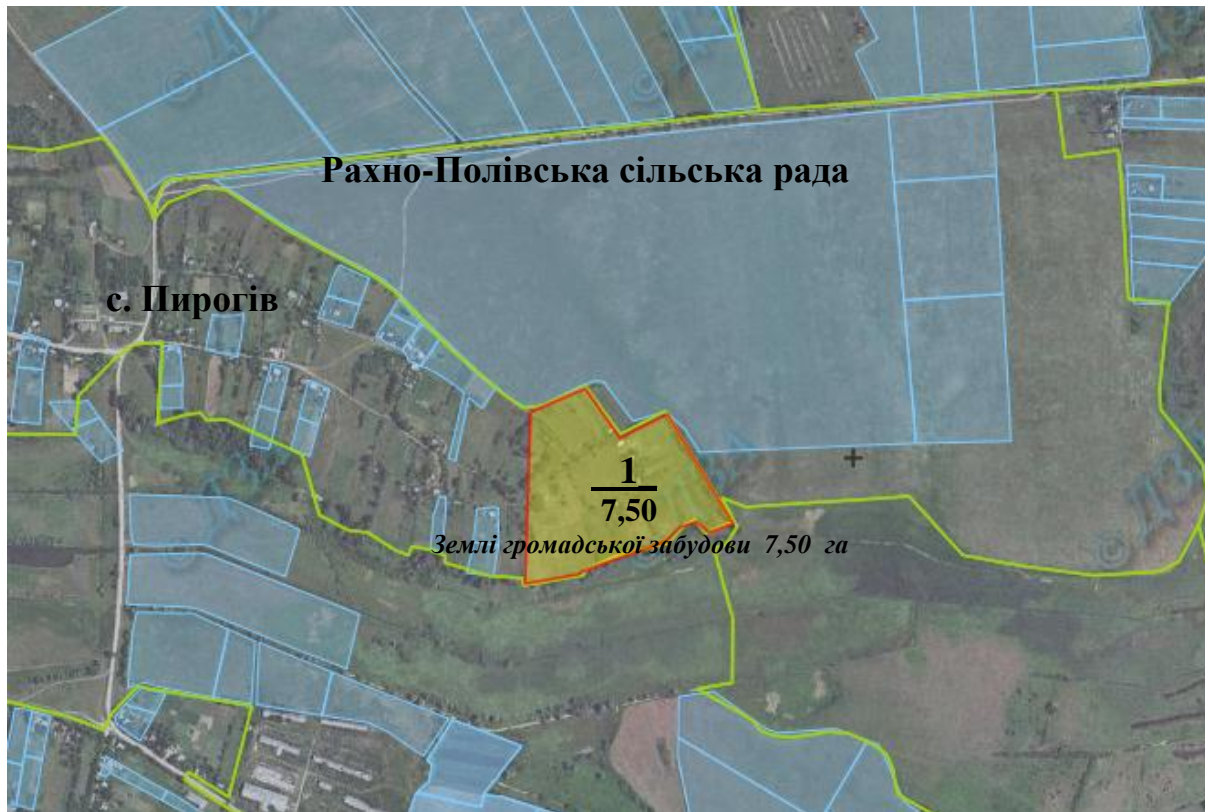 Рахно-Полівська сільська рада
с. Пирогів
1
7,50
Землі громадської забудови 7,50 га